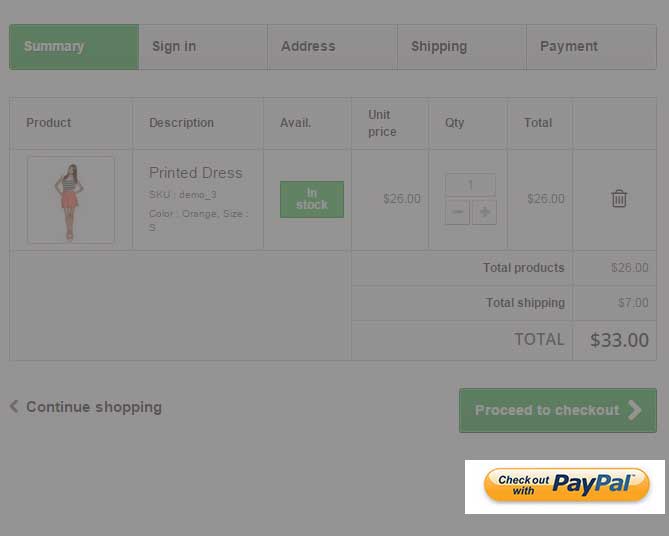 Summary
Sign in
Address
Shipping
Payment
Product
Description
Avail.
Unit
price
Qty
Total
Printed Dress
SKU : demo_3
Color : Orange, Size :
S
In
stock
$26.00
1
$26.00
Total products
$26.00
Total shipping
$7.00
TOTAL
$33.00
Continue shopping
Proceed to checkout
Check out
with
PayPal™